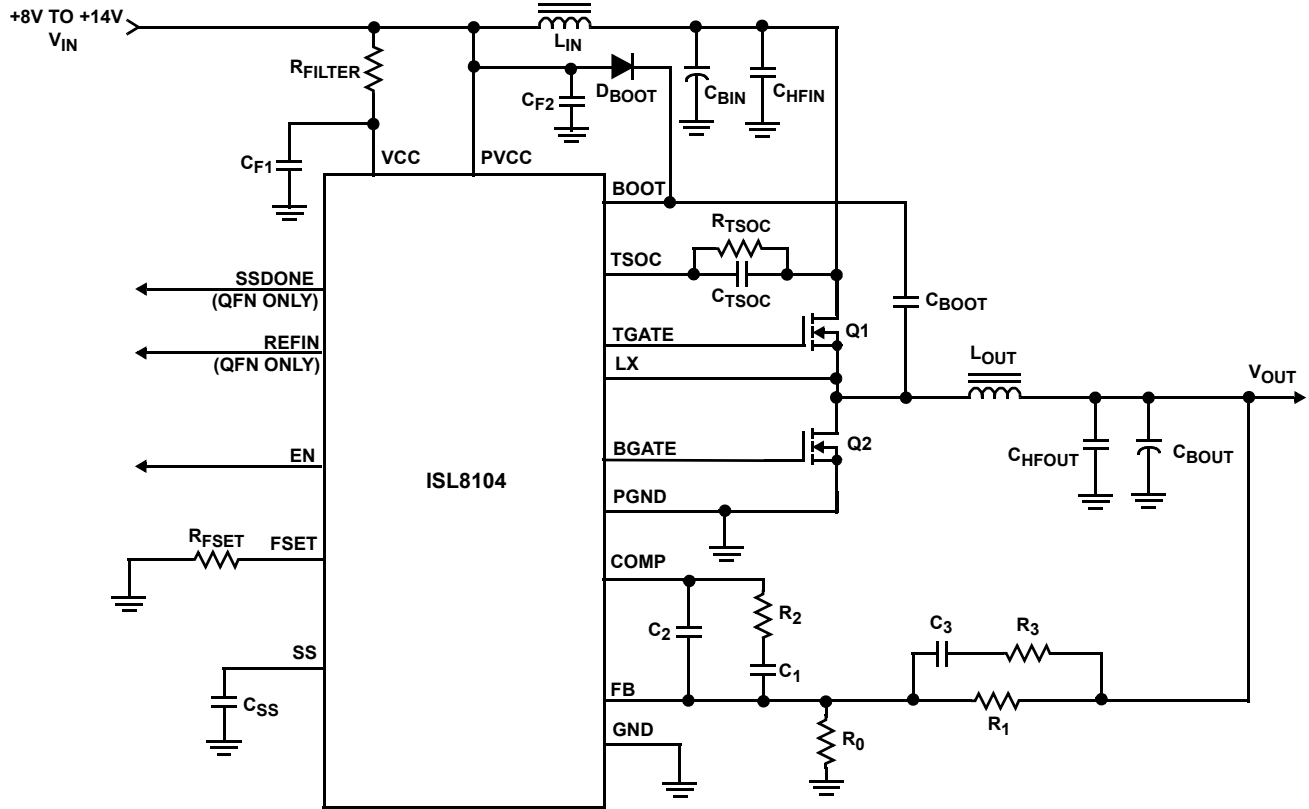 +8V TO +14V
VIN
LIN
RFILTER
CF2
DBOOT
CBIN
CHFIN
CF1
VCC
PVCC
BOOT
RTSOC
TSOC
CTSOC
SSDONE
(QFN ONLY)
CBOOT
TGATE
Q1
REFIN
(QFN ONLY)
LX
LOUT
VOUT
BGATE
Q2
EN
ISL8104
CHFOUT
CBOUT
PGND
RFSET
FSET
COMP
C2
R2
C3
R3
SS
C1
CSS
FB
R1
GND
R0